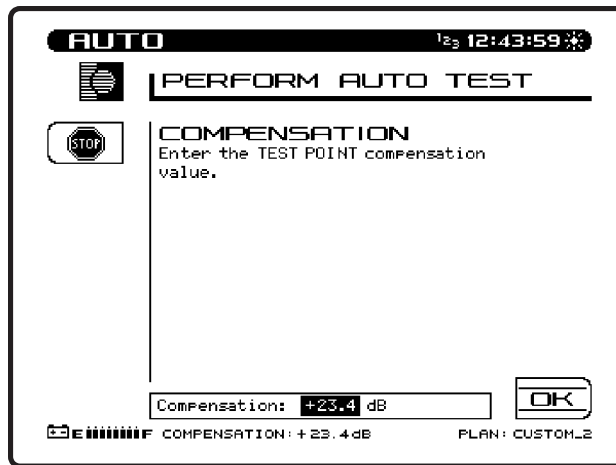 AUTO 123 12:43:59
PERFORM AUTO TEST
STOP
COMPENSATION
Enter the TEST POINT compensation
value.
Compensation: +23.4 dB
OK
E F COMPENSATION:+23.4dB PLAN: CUSTOM_2